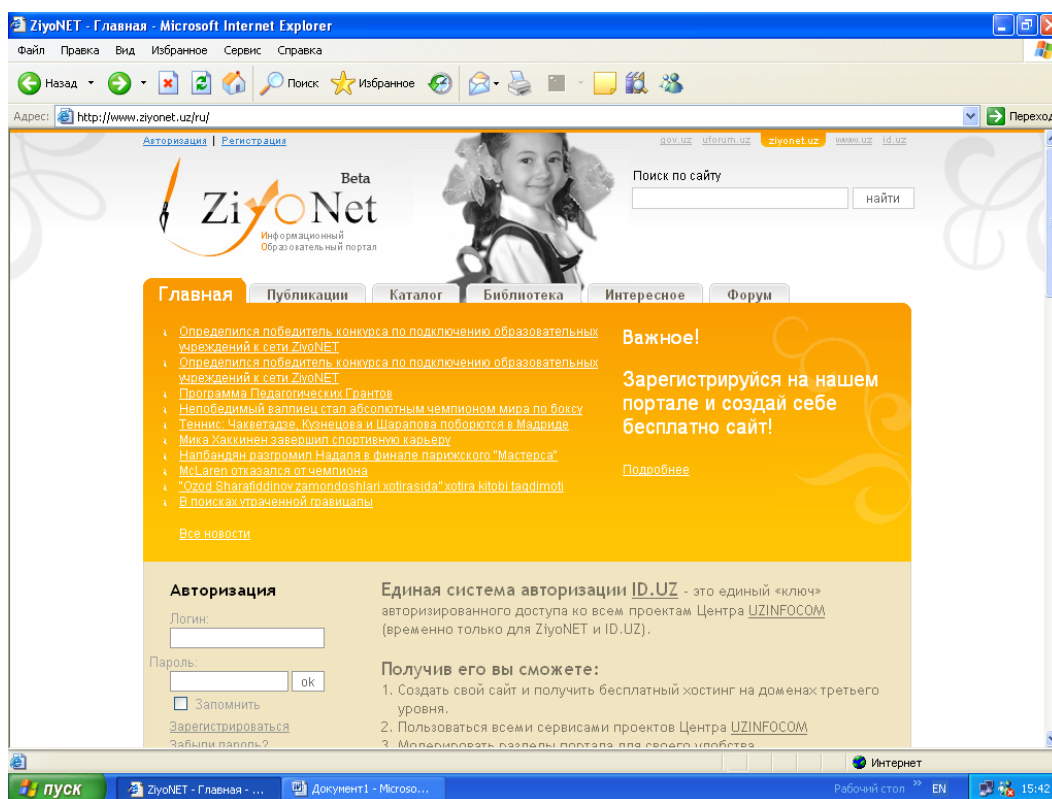 ZiyoNET - Главная - Microsoft Internet Explorer
Файл Правка Вид Избранное Сервис Справка
Назад Поиск Избранное
Адрес: http://www.ziyonet.uz/ru/ Переход
Авторизация | Регистрация gov.uz uforum.uz ziyonet.uz www.uz id.uz
Поиск по сайту
найти
Beta
ZiyoNet
Информационный
Образовательный портал
Главная Публикации Каталог Библиотека Интересное Форум
Определился победитель конкурса по подключению образовательных
учреждений к сети ZiyoNET
Определился победитель конкурса по подключению образовательных
учреждений к сети ZiyoNET
Программа Педагогических Грантов
Непобедимый валлиец стал абсолютным чемпионом мира по боксу
Теннис: Чакветадзе, Кузнецова и Шарапова поборются в Мадриде
Мика Хаккинен завершил спортивную карьеру
Налбандян разгромил Надаля в финале парижского "Мастерса"
McLaren отказался от чемпиона
"Ozod Sharafiddinov zamondoshlari xotirasida" xotira kitobi taqdimoti
В поисках утраченной гравицапы
Все новости
Важное!
Зарегистрируйся на нашем
портале и создай себе
бесплатно сайт!
Подробнее
Авторизация
Логин:
Пароль:
ok
Запомнить
Зарегистрироваться
Забыли пароль?
Единая система авторизации ID.UZ - это единый «ключ»
авторизированного доступа ко всем проектам Центра UZINFOCOM
(временно только для ZiyoNET и ID.UZ).
Получив его вы сможете:
1. Создать свой сайт и получить бесплатный хостинг на доменах третьего
уровня.
2. Пользоваться всеми сервисами проектов Центра UZINFOCOM
3. Модерировать разделы портала для своего удобства
Интернет
пуск ZiyoNET - Главная - ... Документ1 - Microso... Рабочий стол » EN 15:42